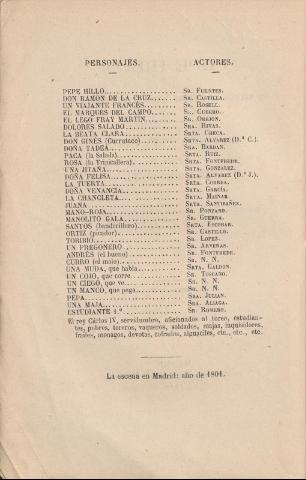 PERSONAJES. ACTORES.
PEPE HILLO Sr. Fuentes.
DON RAMON DE LA CRUZ Sr. Castilla.
UN VIAJANTE FRANCÉS Sr. Rosell.
EL MARQUES DEL CAMPO Sr. Cubero.
EL LEGO FRAY MARTIN Sr. Orejon.
DOLORES SALADO Sra. Rivas.
LA BEATA CLARA Srta. Checa.
DON GINÉS (Currutaco) Srta. Alvarez (D.ª C.)
DOÑA TADEA Sra. Bardan.
PACA (la Salada) Srta. Ruiz.
ROSA (la Tripicallera) Srta. Fontfrede.
UNA JITANA Srta. Gonzalez.
DOÑA FELISA Srta. Alvarez (D.ª J.)
LA TUERTA Srta. Correa.
DOÑA VENANCIA Srta. García.
LA CHANCLETA Srta. Mainar.
JUANA Srta. Santibañes.
MANO-ROJA Sr. Ponzano.
MANOLITO GALA Sr. Guerra.
SANTOS (banderillero) Srta. Escobar.
ORTIZ (picador) Sr. Castillo.
TORIBIO Sr. Lopez.
UN PREGONERO Sr. Arveras.
ANDRÉS (el bueno) Sr. Fontfrede.
CURRO (el malo) Sr. N. N.
UNA MUDA, que habla Srta. Galdon.
UN COJO, que corre Sr. Toscano.
UN CIEGO, que ve Sr. N. N.
UN MANCO, que pega Sr. N. N.
PEPA Sra. Julian.
UNA MAJA Sra. Aliaga.
ESTUDIANTE 1.º Sr. Romero.
El rey Cárlos IV, servidumbre, aficionados al toreo, estudian-
tes, pobres, toreros, vaqueros, soldados, majas, inquisidores,
frailes, monagos, devotas, cofrades, alguaciles, etc., etc., etc.
La escena en Madrid: año de 1801.